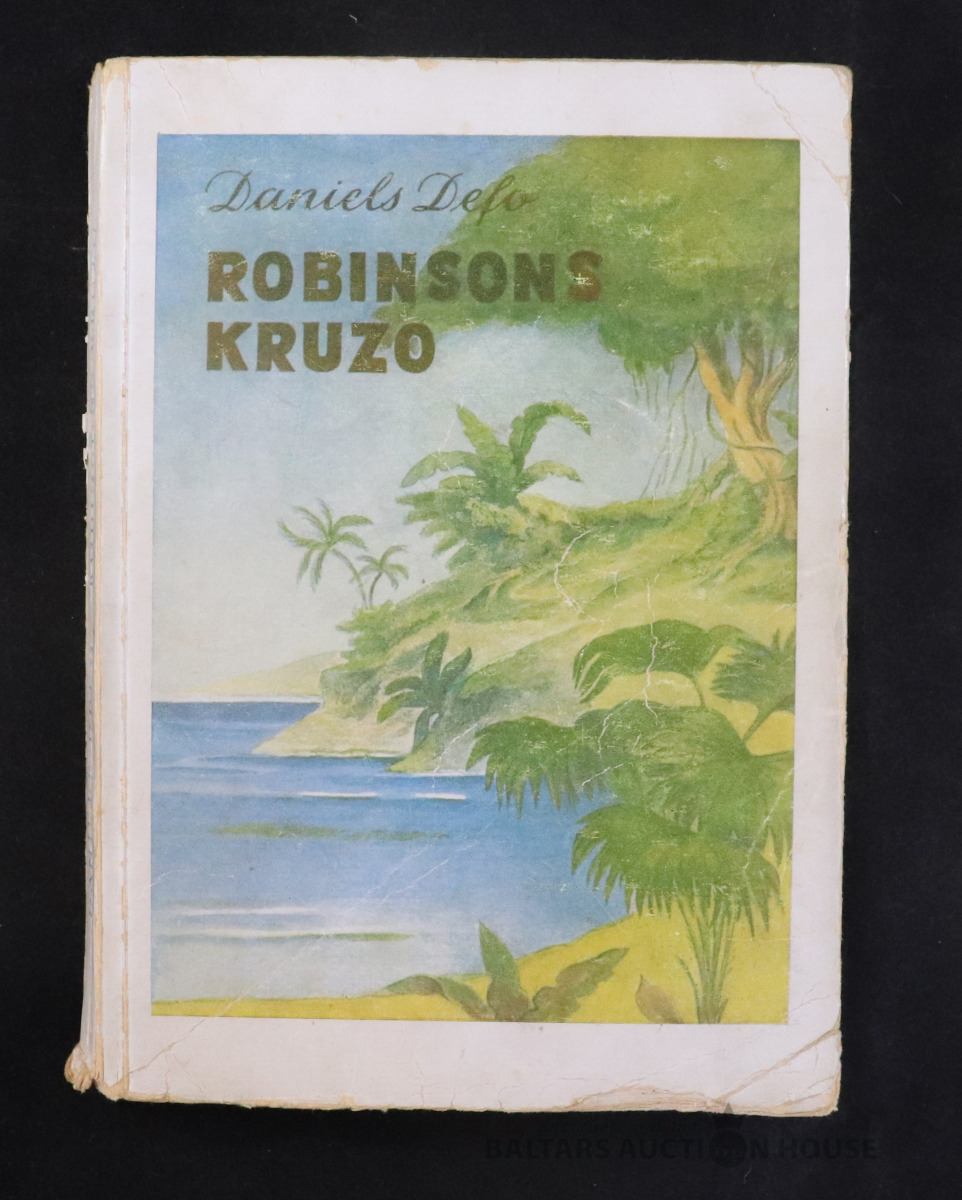 Daniels Defo
ROBINSONS
KRUZO
BALTARS AUCTION HOUSE